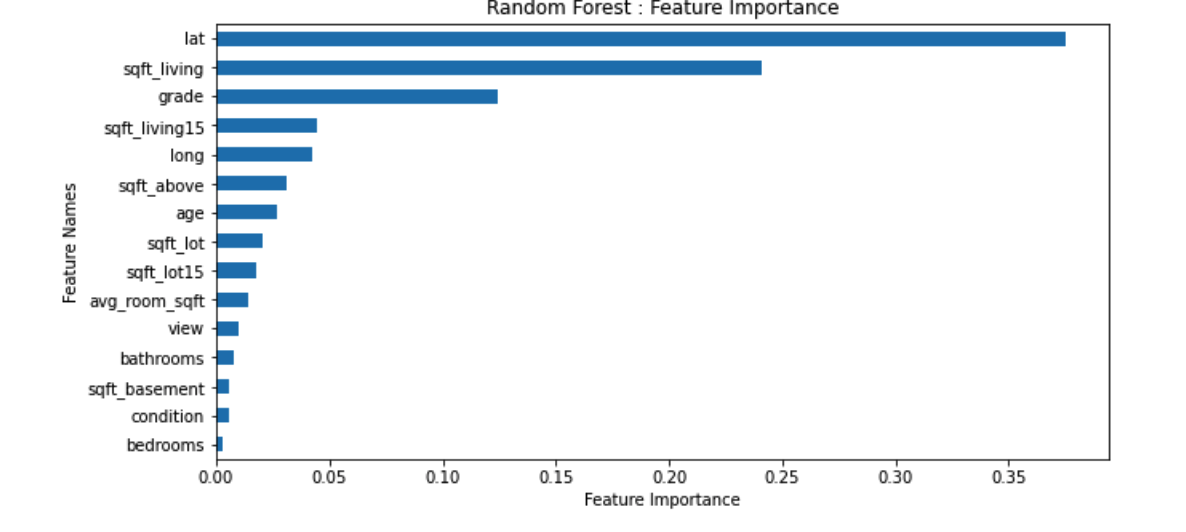 Random Forest : Feature Importance
lat
sqft_living
grade
sqft_living15
long
sqft_above
age
sqft_lot
sqft_lot15
avg_room_sqft
view
bathrooms
sqft_basement
condition
bedrooms
Feature Names
0.00 0.05 0.10 0.15 0.20 0.25 0.30 0.35
Feature Importance